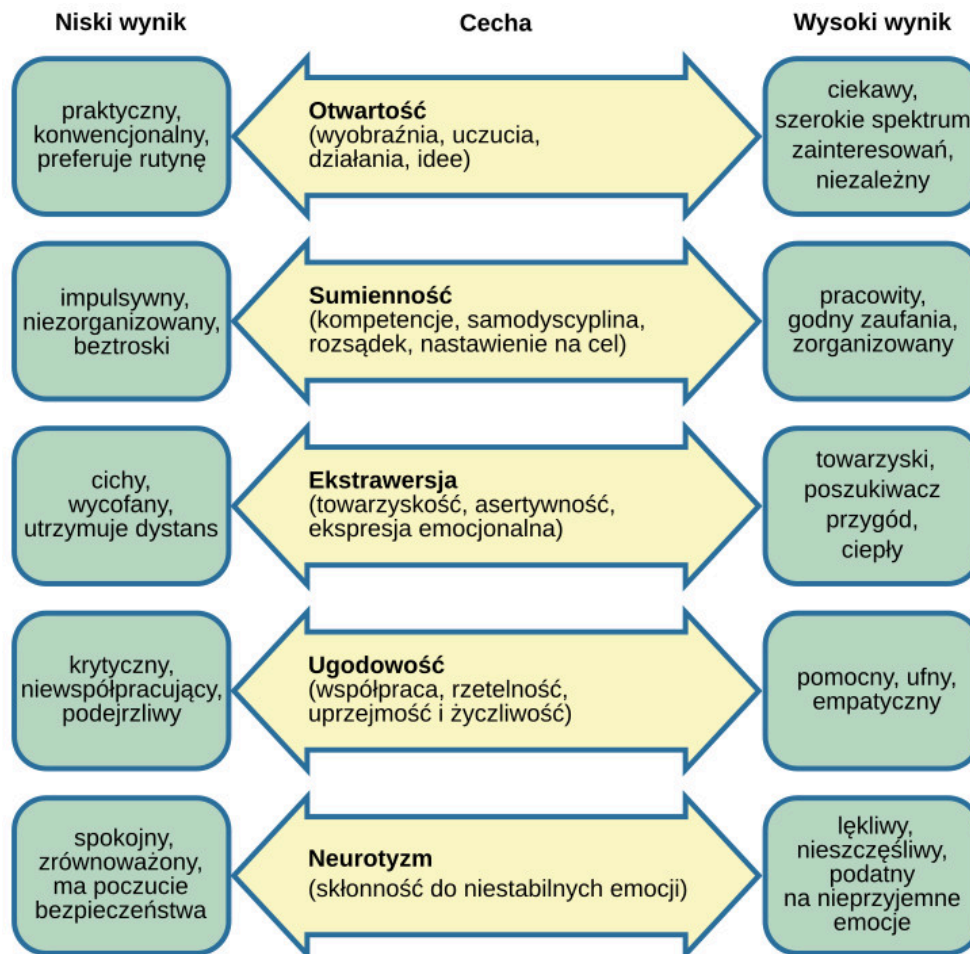 Niski wynik
Cecha
Wysoki wynik
praktyczny,
konwencjonalny,
preferuje rutynę
Otwartość
(wyobraźnia, uczucia,
działania, idee)
ciekawy,
szerokie spektrum
zainteresowań,
niezależny
impulsywny,
niezorganizowany,
beztroski
Sumienność
(kompetencje, samodyscyplina,
rozsądek, nastawienie na cel)
pracowity,
godny zaufania,
zorganizowany
cichy,
wycofany,
utrzymuje dystans
Ekstrawersja
(towarzyskość, asertywność,
ekspresja emocjonalna)
towarzyski,
poszukiwacz
przygód,
ciepły
krytyczny,
niewspółpracujący,
podejrzliwy
Ugodowość
(współpraca, rzetelność,
uprzejmość i życzliwość)
pomocny, ufny,
empatyczny
spokojny,
zrównoważony,
ma poczucie
bezpieczeństwa
Neurotyzm
(skłonność do niestabilnych emocji)
lękliwy,
nieszczęśliwy,
podatny
na nieprzyjemne
emocje